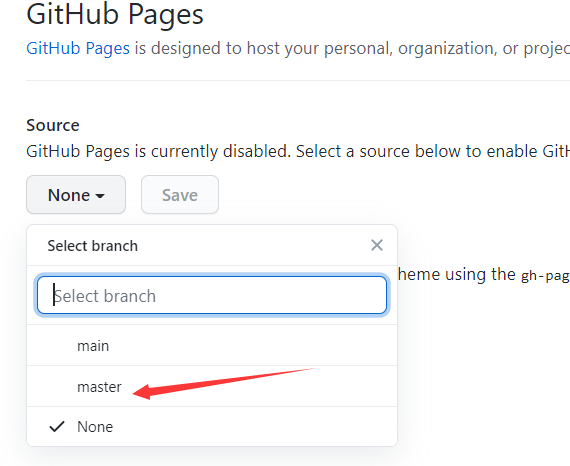 GitHub Pages
GitHub Pages is designed to host your personal, organization, or projec
Source
GitHub Pages is currently disabled. Select a source below to enable GitH
None Save
Select branch
heme using the gh-pag
Select branch
main
master
None